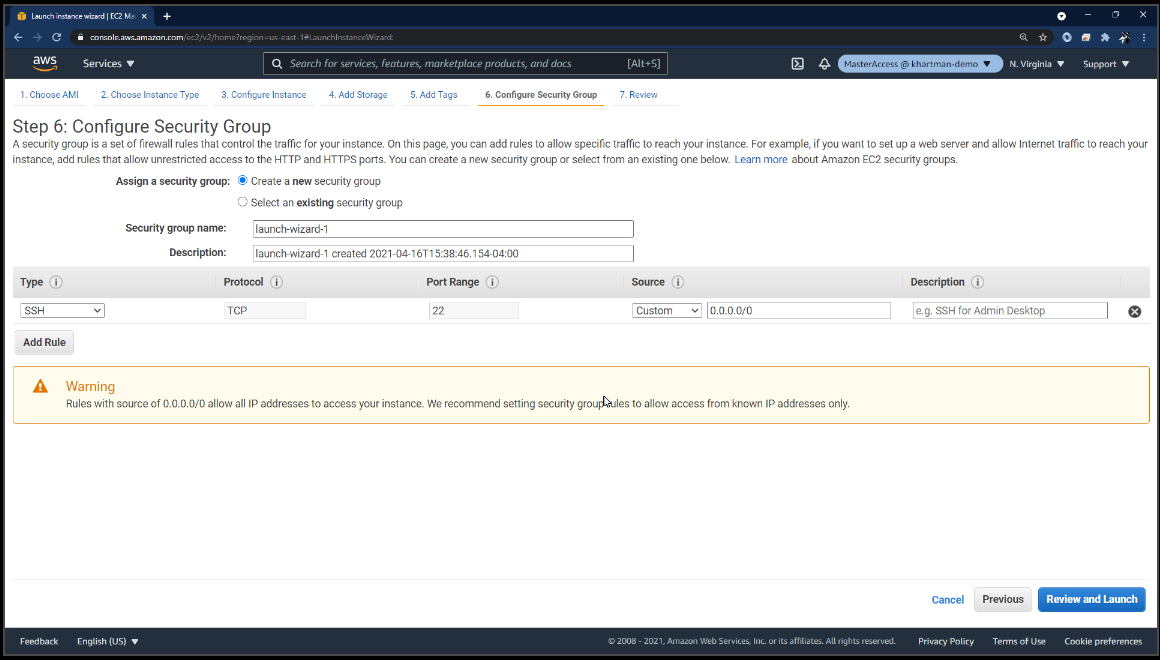 Launch instance wizard | EC2 Ma
console.aws.amazon.com/ec2/v2/home?region=us-east-1#LaunchInstanceWizard:
aws Services Search for services, features, marketplace products, and docs [Alt+S] MasterAccess @ khartman-demo N. Virginia Support
1. Choose AMI 2. Choose Instance Type 3. Configure Instance 4. Add Storage 5. Add Tags 6. Configure Security Group 7. Review
Step 6: Configure Security Group
A security group is a set of firewall rules that control the traffic for your instance. On this page, you can add rules to allow specific traffic to reach your instance. For example, if you want to set up a web server and allow Internet traffic to reach your
instance, add rules that allow unrestricted access to the HTTP and HTTPS ports. You can create a new security group or select from an existing one below. Learn more about Amazon EC2 security groups.
Assign a security group: Create a new security group
Select an existing security group
Security group name: launch-wizard-1
Description: launch-wizard-1 created 2021-04-16T15:38:46.154-04:00
Type Protocol Port Range Source Description
SSH TCP 22 Custom 0.0.0.0/0 e.g. SSH for Admin Desktop
Add Rule
Warning
Rules with source of 0.0.0.0/0 allow all IP addresses to access your instance. We recommend setting security group rules to allow access from known IP addresses only.
Cancel Previous Review and Launch
Feedback English (US) © 2008 - 2021, Amazon Web Services, Inc. or its affiliates. All rights reserved. Privacy Policy Terms of Use Cookie preferences